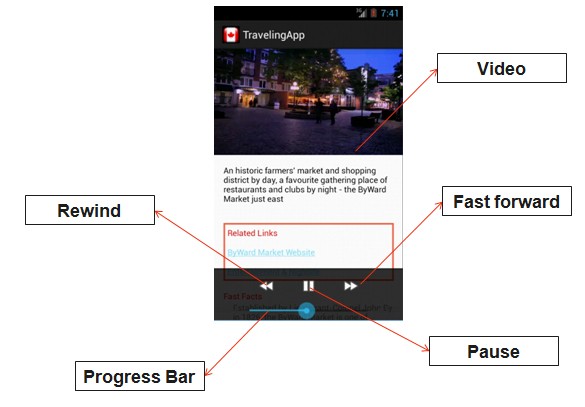 3G 7:41
TravelingApp
Video
An historic farmers' market and shopping
district by day, a favourite gathering place of
restaurants and clubs by night - the ByWard
Market just east
Rewind
Fast forward
Related Links
ByWard Market Website
Fast Facts
Pause
Progress Bar